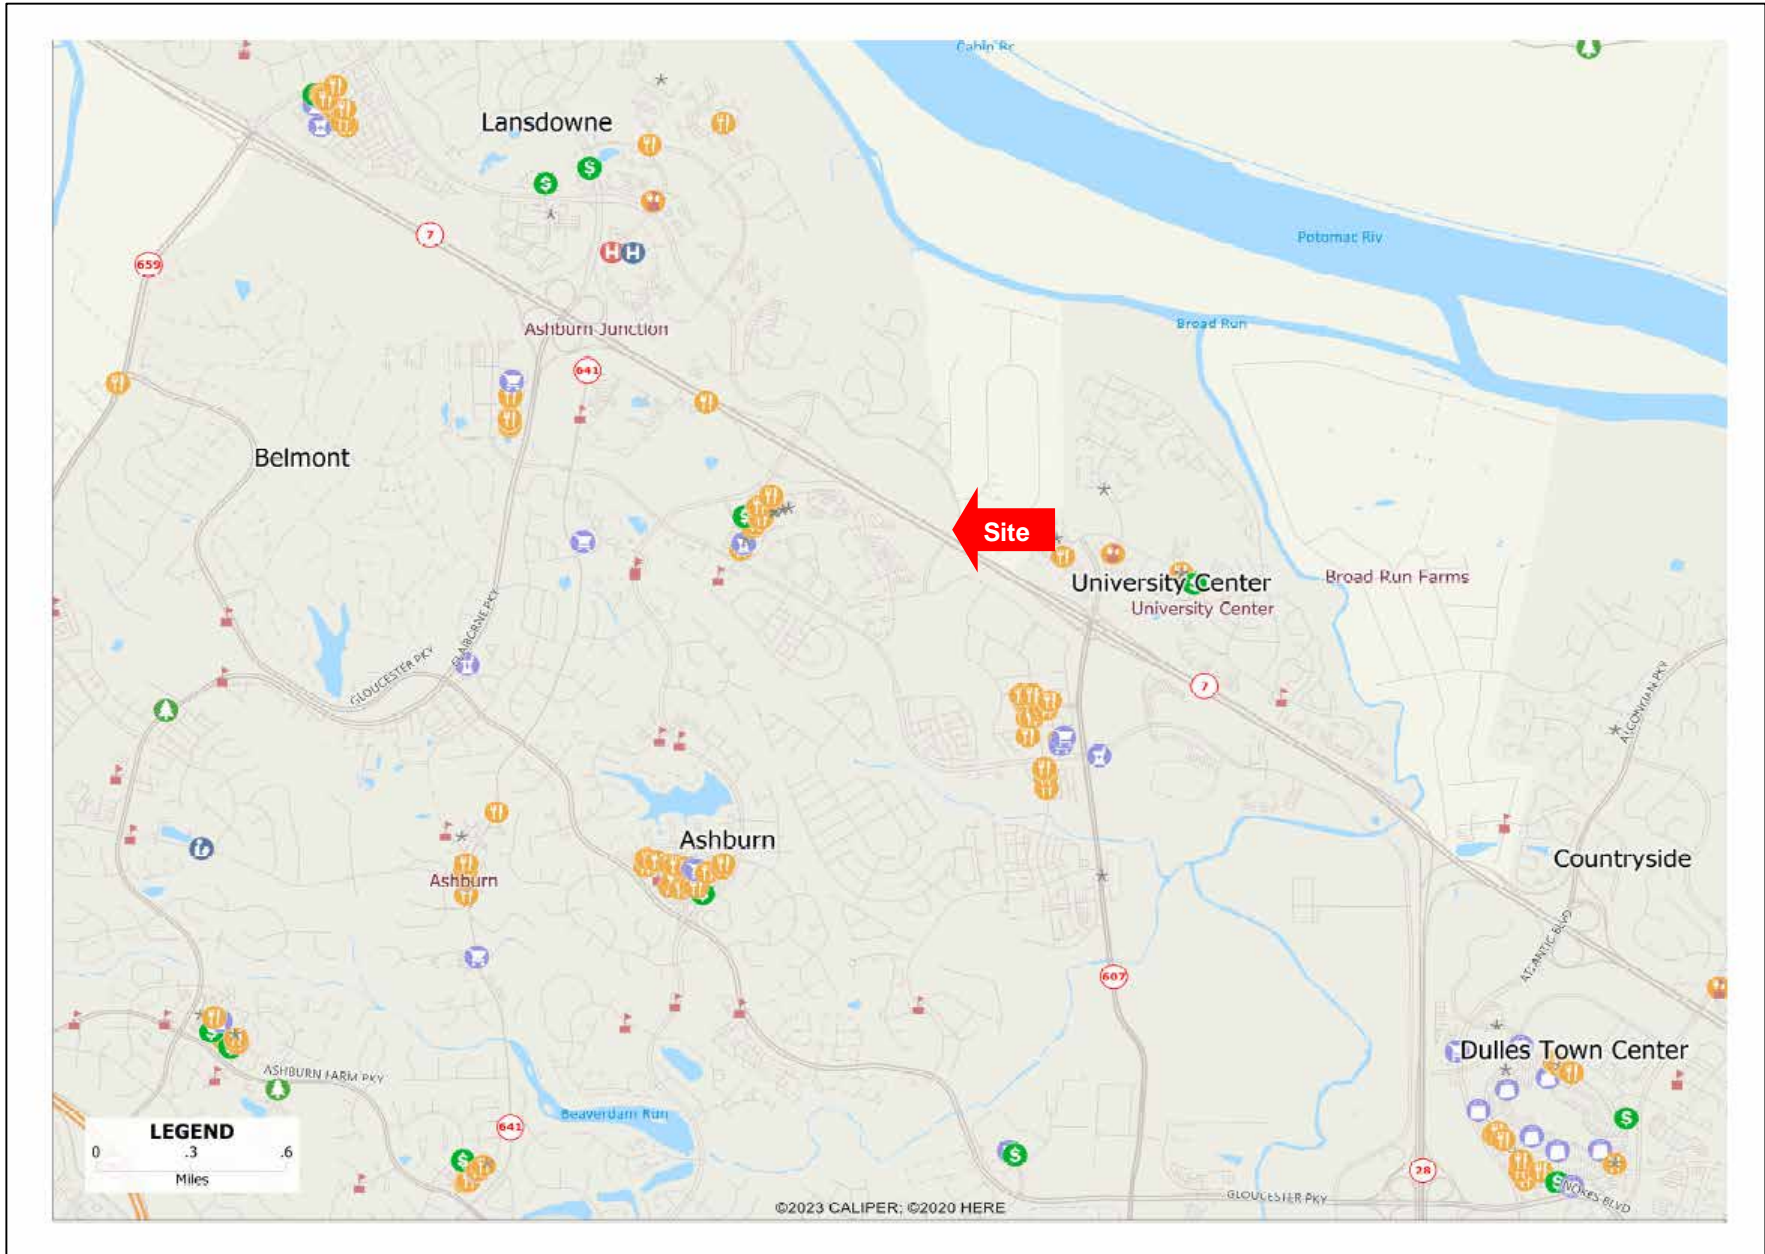 Cabin Br
Lansdowne
7
Potomac Riv
659
Broad Run
Ashburn Junction
641
Belmont
Site
University Center
Broad Run Farms
University Center
CLAIBORNE PKY
GLOUCESTER PKY
7
ALGONKIAN PKY
Ashburn
Countryside
Ashburn
ATLANTIC BLVD
607
Dulles Town Center
ASHBURN FARM PKY
Beaverdam Run
641
LEGEND
0 .3 .6
Miles
28
NOKES BLVD
GLOUCESTER PKY
©2023 CALIPER; ©2020 HERE